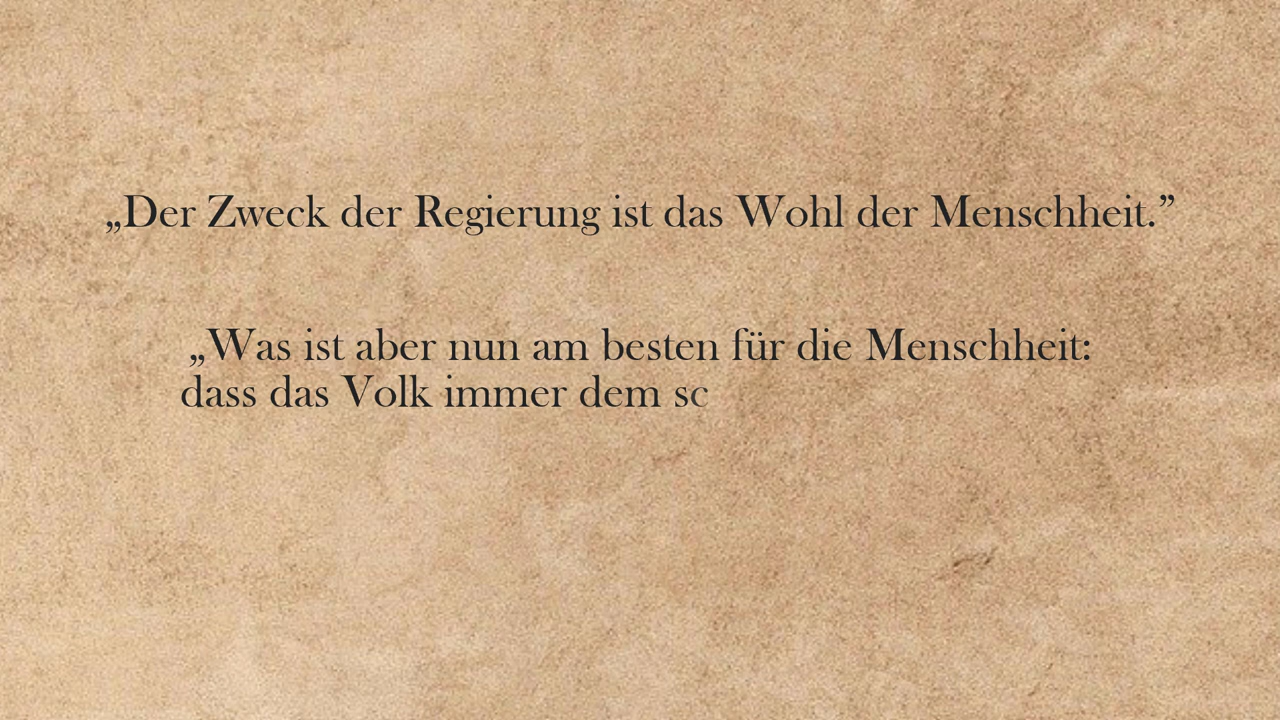 „Der Zweck der Regierung ist das Wohl der Menschheit.”
„Was ist aber nun am besten für die Menschheit:
dass das Volk immer dem sc